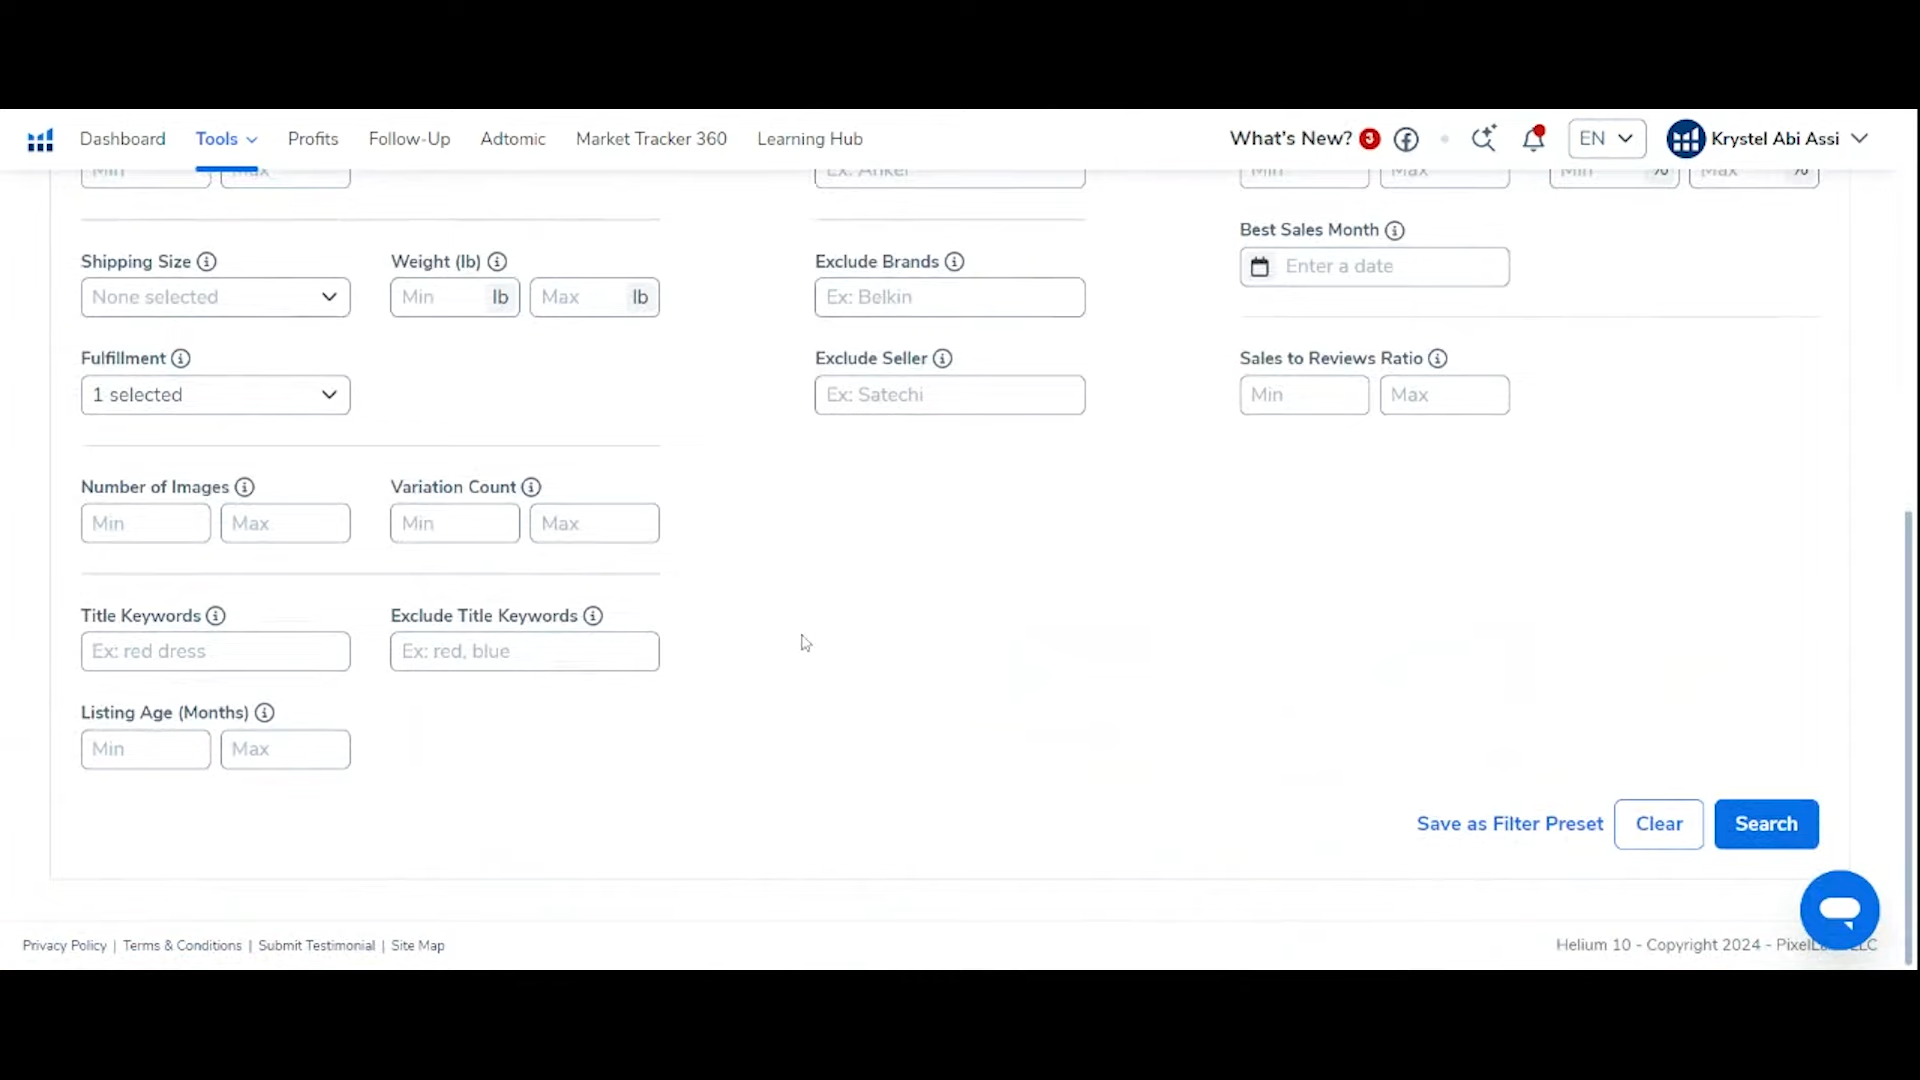 Dashboard Tools Profits Follow-Up Adtomic Market Tracker 360 Learning Hub What's New? 3 EN Krystel Abi Assi
Min Max Ex: Anker Min Max Min % Max %
Best Sales Month
Enter a date
Shipping Size Weight (lb) Exclude Brands
None selected Min lb Max lb Ex: Belkin
Fulfillment Exclude Seller Sales to Reviews Ratio
1 selected Ex: Satechi Min Max
Number of Images Variation Count
Min Max Min Max
Title Keywords Exclude Title Keywords
Ex: red dress Ex: red, blue
Listing Age (Months)
Min Max
Save as Filter Preset Clear Search
Privacy Policy | Terms & Conditions | Submit Testimonial | Site Map
Helium 10 - Copyright 2024 -